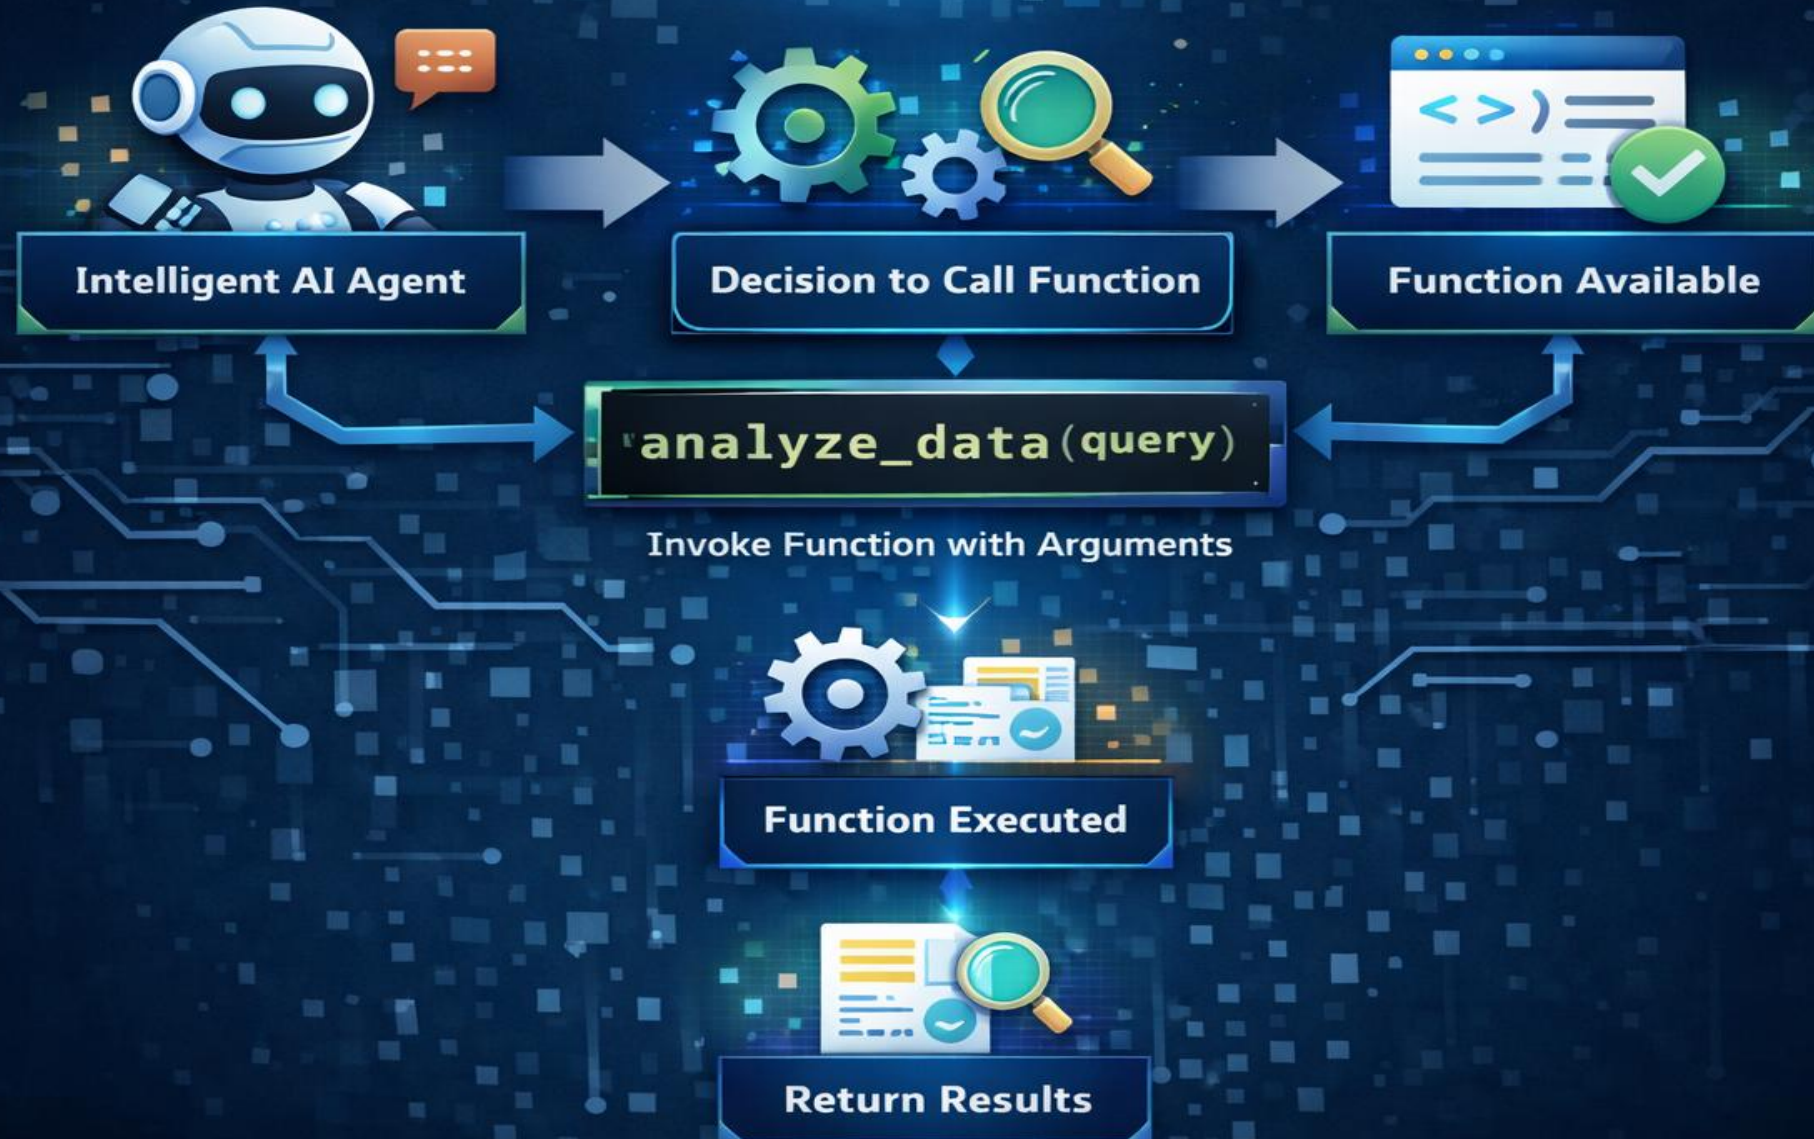 Intelligent AI Agent
Decision to Call Function
Function Available
analyze_data(query)
Invoke Function with Arguments
Function Executed
Return Results